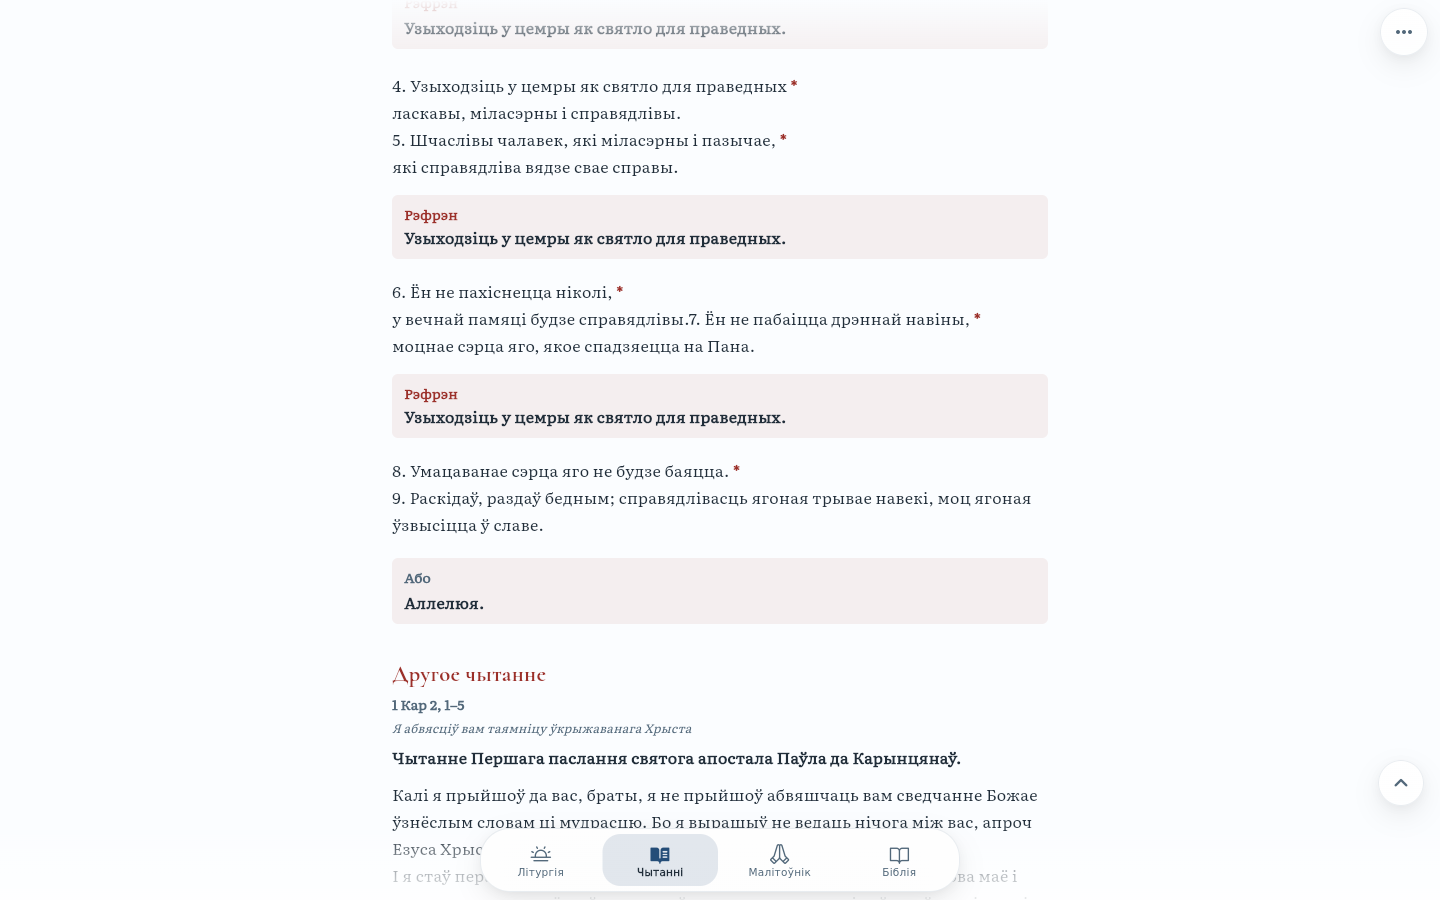 Рэфрэн
Узыходзіць у цемры як святло для праведных.
4. Узыходзіць у цемры як святло для праведных *
ласкавы, міласэрны і справядлівы.
5. Шчаслівы чалавек, які міласэрны і пазычае, *
які справядліва вядзе свае справы.
Рэфрэн
Узыходзіць у цемры як святло для праведных.
6. Ён не пахіснецца ніколі, *
у вечнай памяці будзе справядлівы.7. Ён не пабаіцца дрэннай навіны, *
моцнае сэрца яго, якое спадзяецца на Пана.
Рэфрэн
Узыходзіць у цемры як святло для праведных.
8. Умацаванае сэрца яго не будзе баяцца. *
9. Раскідаў, раздаў бедным; справядлівасць ягоная трывае навекі, моц ягоная
ўзвысіцца ў славе.
Або
Аллелюя.
Другое чытанне
1 Кар 2, 1–5
Я абвясціў вам таямніцу ўкрыжаванага Хрыста
Чытанне Першага паслання святога апостала Паўла да Карынцянаў.
Калі я прыйшоў да вас, браты, я не прыйшоў абвяшчаць вам сведчанне Божае
ўзнёслым словам ці мудрасцю. Бо я вырашыў не ведаць нічога між вас, апроч
Езуса
І я стаў маё і
Літургія
Чытанні
Малітоўнік
Біблія